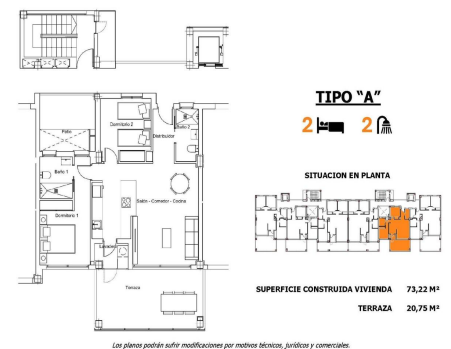 TIPO “A”
2 2
SITUACION EN PLANTA
SUPERFICIE CONSTRUIDA VIVIENDA 73,22 M²
TERRAZA 20,75 M²
Dormitorio 2
Baño 2
Distribuidor
Patio
Baño 1
Salón - Comedor - Cocina
Dormitorio 1
Lavadero
Terraza
Los planos podrán sufrir modificaciones por motivos técnicos, jurídicos y comerciales.